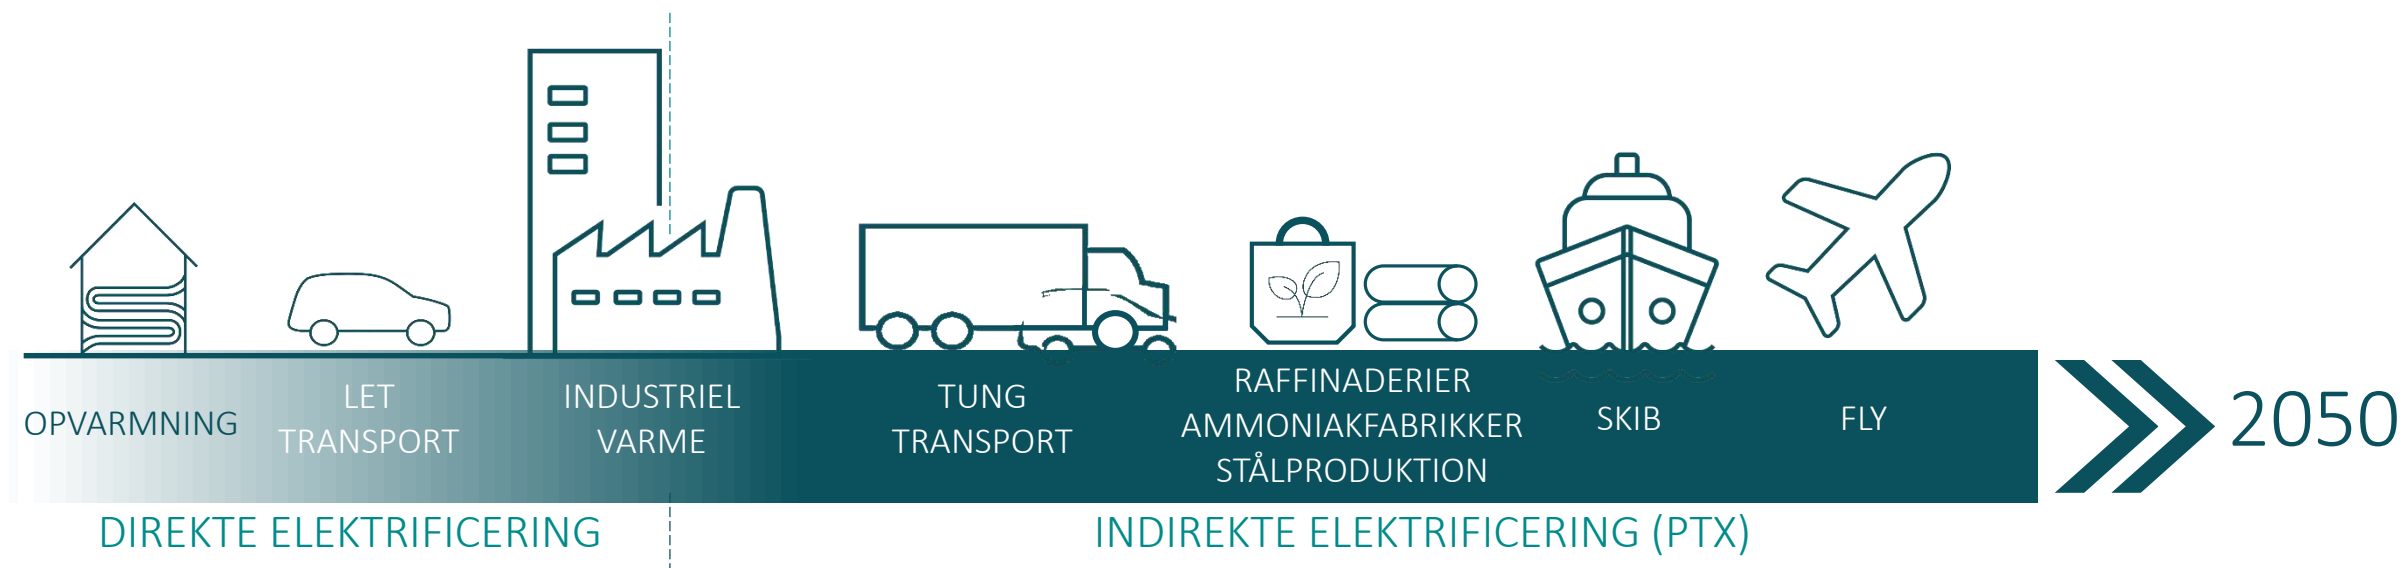 OPVARMNING
LET
TRANSPORT
INDUSTRIEL
VARME
TUNG
TRANSPORT
RAFFINADERIER
AMMONIAKFABRIKKER
STÅLPRODUKTION
SKIB
FLY
2050
DIREKTE ELEKTRIFICERING
INDIREKTE ELEKTRIFICERING (PTX)